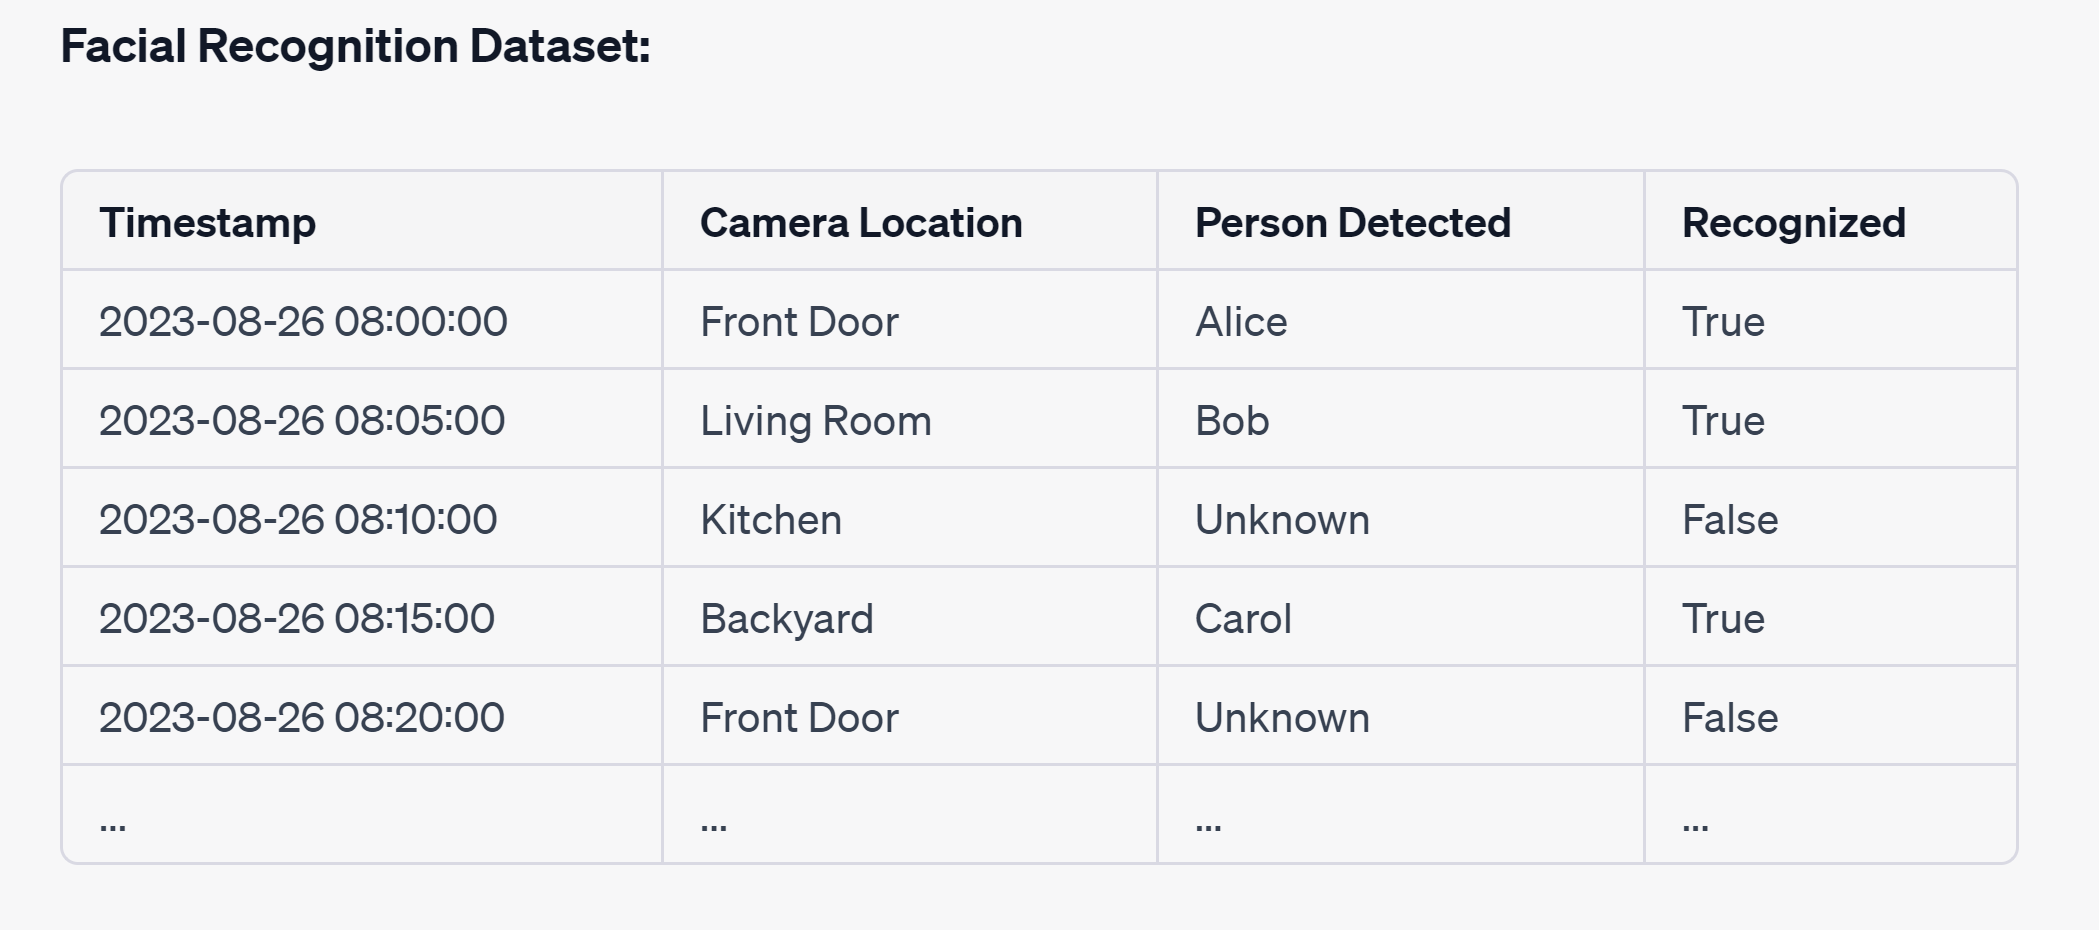 Facial Recognition Dataset:
Timestamp Camera Location Person Detected Recognized
2023-08-26 08:00:00 Front Door Alice True
2023-08-26 08:05:00 Living Room Bob True
2023-08-26 08:10:00 Kitchen Unknown False
2023-08-26 08:15:00 Backyard Carol True
2023-08-26 08:20:00 Front Door Unknown False
... ... ... ...